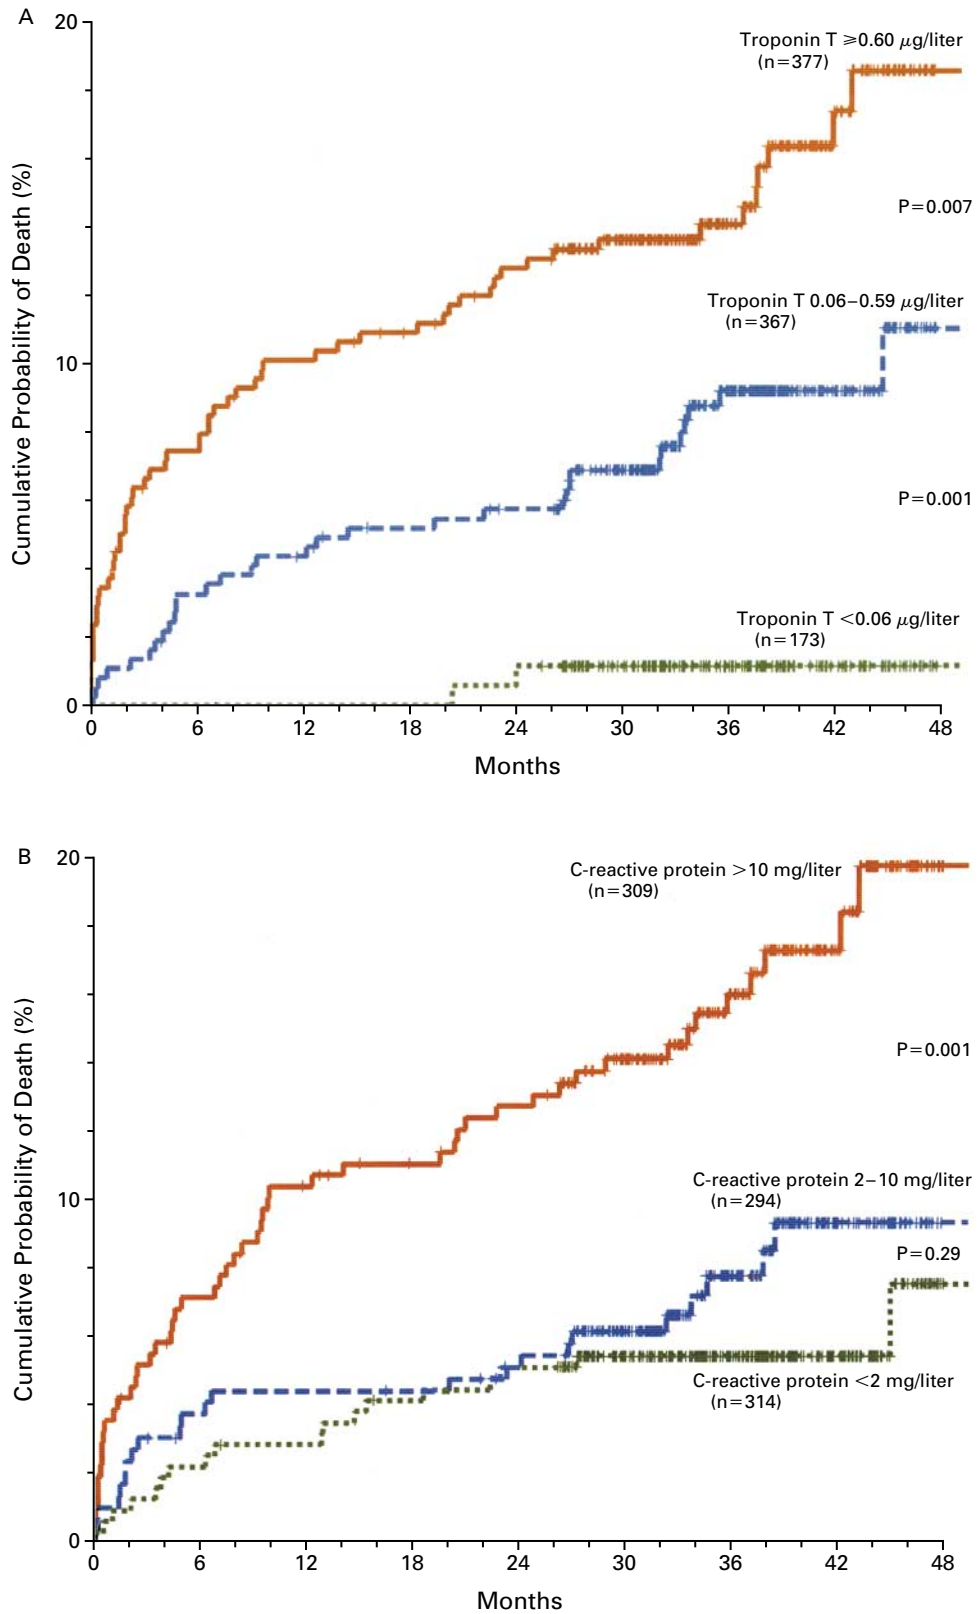 A
20
Troponin T ⩾0.60 μg/liter
(n=377)
P=0.007
Troponin T 0.06–0.59 μg/liter
(n=367)
10
P=0.001
Troponin T <0.06 μg/liter
(n=173)
0
Cumulative Probability of Death (%)
0 6 12 18 24 30 36 42 48
Months
B
20
C-reactive protein >10 mg/liter
(n=309)
P=0.001
C-reactive protein 2–10 mg/liter
(n=294)
10
P=0.29
C-reactive protein <2 mg/liter
(n=314)
0
Cumulative Probability of Death (%)
0 6 12 18 24 30 36 42 48
Months